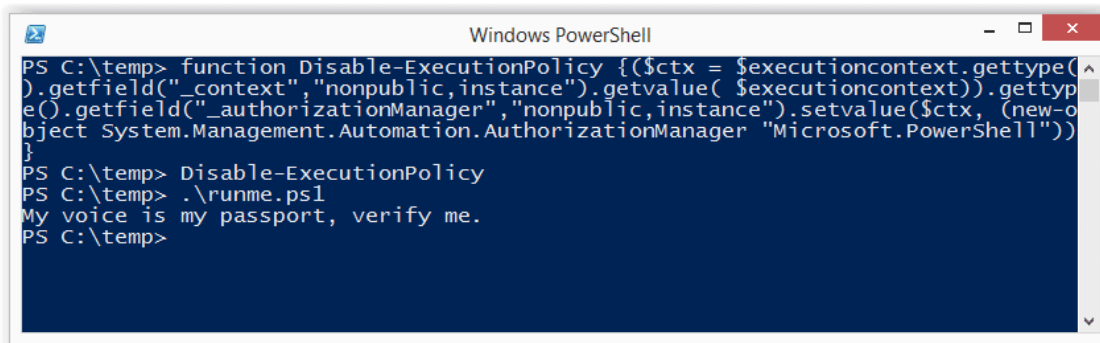 Windows PowerShell
PS C:\temp> function Disable-ExecutionPolicy {($ctx = $executioncontext.gettype(
).getfield("_context","nonpublic,instance").getvalue( $executioncontext)).gettyp
e().getfield("_authorizationManager","nonpublic,instance").setvalue($ctx, (new-o
bject System.Management.Automation.AuthorizationManager "Microsoft.PowerShell"))
}
PS C:\temp> Disable-ExecutionPolicy
PS C:\temp> .\runme.ps1
My voice is my passport, verify me.
PS C:\temp>